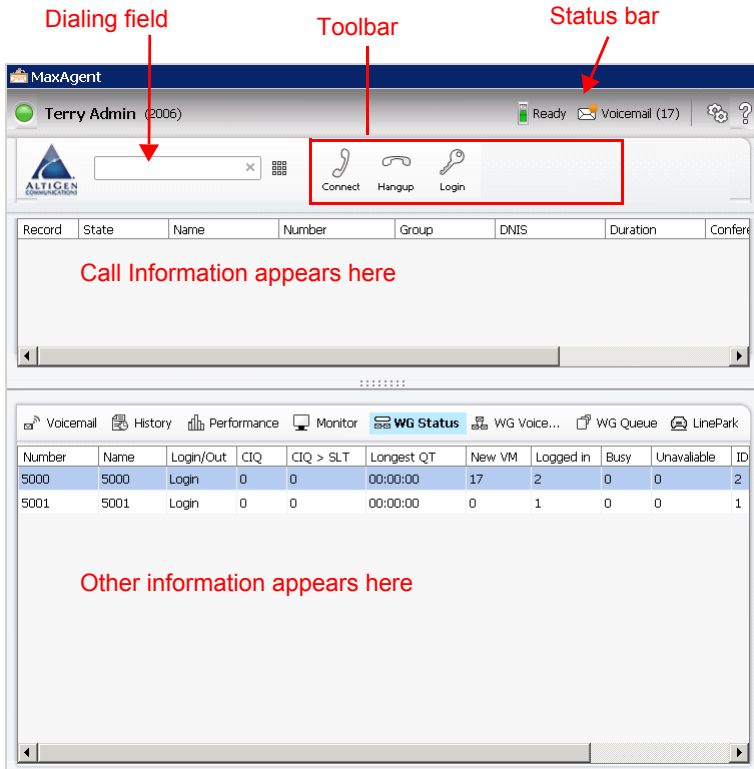 Dialing field
Toolbar
Status bar
MaxAgent
Terry Admin (2006)
Ready
Voicemail (17)
ALTIGEN
COMMUNICATIONS
Connect
Hangup
Login
Record State Name Number Group DNIS Duration Confere
Call Information appears here
Voicemail History Performance Monitor WG Status WG Voice... WG Queue LinePark
Number Name Login/Out CIQ CIQ > SLT Longest QT New VM Logged in Busy Unavaliable ID
5000 5000 Login 0 0 00:00:00 17 2 0 0 2
5001 5001 Login 0 0 00:00:00 0 1 0 0 1
Other information appears here